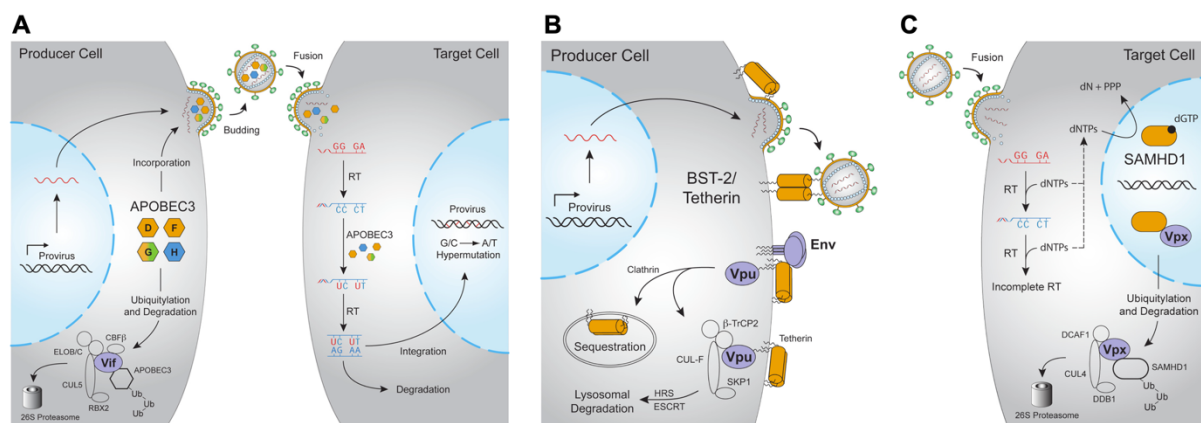 A
Producer Cell
Target Cell
Fusion
Budding
Incorporation
APOBEC3
D
F
G
H
Provirus
Ubiquitylation
and Degradation
ELOB/C
CBFβ
Vif
APOBEC3
CUL5
RBX2
Ub
Ub
Ub
26S Proteasome
GG GA
RT
CC CT
APOBEC3
UC UT
RT
UC UT
AG AA
Integration
Degradation
Provirus
G/C → A/T
Hypermutation
B
Producer Cell
Provirus
BST-2/
Tetherin
Env
Vpu
Clathrin
Sequestration
β-TrCP2
Tetherin
CUL-F
Vpu
SKP1
HRS
ESCRT
Lysosomal
Degradation
C
Target Cell
Fusion
dN + PPP
dNTPs
dGTP
SAMHD1
GG GA
RT
dNTPs
CC CT
RT
dNTPs
Incomplete RT
Vpx
Ubiquitylation
and Degradation
DCAF1
Vpx
SAMHD1
CUL4
DDB1
Ub
Ub
Ub
26S Proteasome